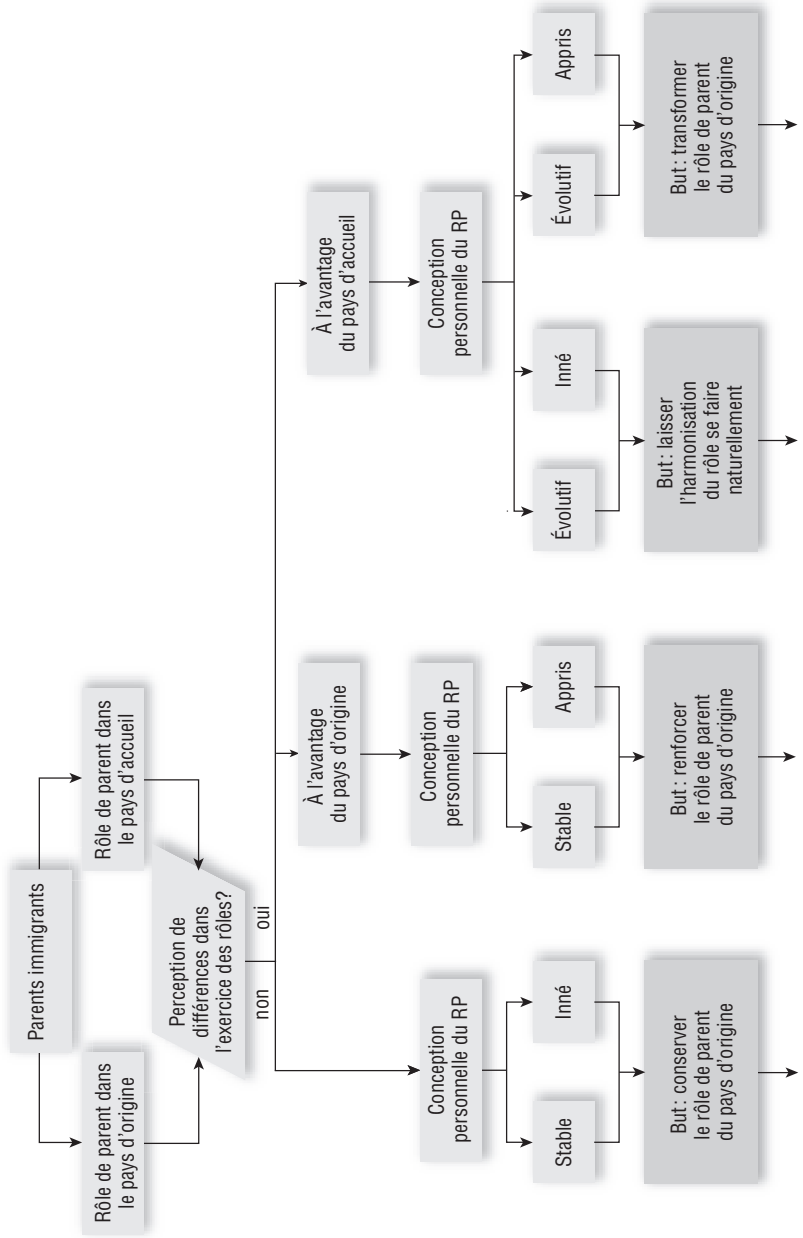 Parents immigrants
Rôle de parent dans
le pays d'origine
Rôle de parent dans
le pays d'accueil
Perception de
différences dans
l'exercice des rôles?
non
oui
À l'avantage
du pays d'origine
À l'avantage
du pays d'accueil
Conception
personnelle du RP
Conception
personnelle du RP
Conception
personnelle du RP
Stable
Inné
Stable
Appris
Évolutif
Inné
Évolutif
Appris
But : conserver
le rôle de parent
du pays d'origine
But : renforcer
le rôle de parent
du pays d'origine
But : laisser
l'harmonisation
du rôle se faire
naturellement
But : transformer
le rôle de parent
du pays d'origine